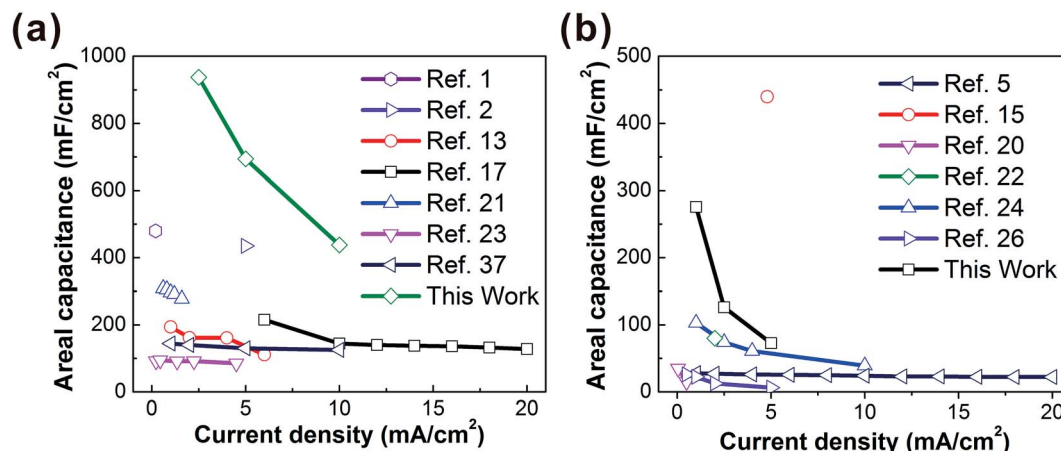 (a)
Areal capacitance (mF/cm²)
1000
800
600
400
200
0
Ref. 1
Ref. 2
Ref. 13
Ref. 17
Ref. 21
Ref. 23
Ref. 37
This Work
0 5 10 15 20
Current density (mA/cm²)
(b)
Areal capacitance (mF/cm²)
500
400
300
200
100
0
Ref. 5
Ref. 15
Ref. 20
Ref. 22
Ref. 24
Ref. 26
This Work
0 5 10 15 20
Current density (mA/cm²)